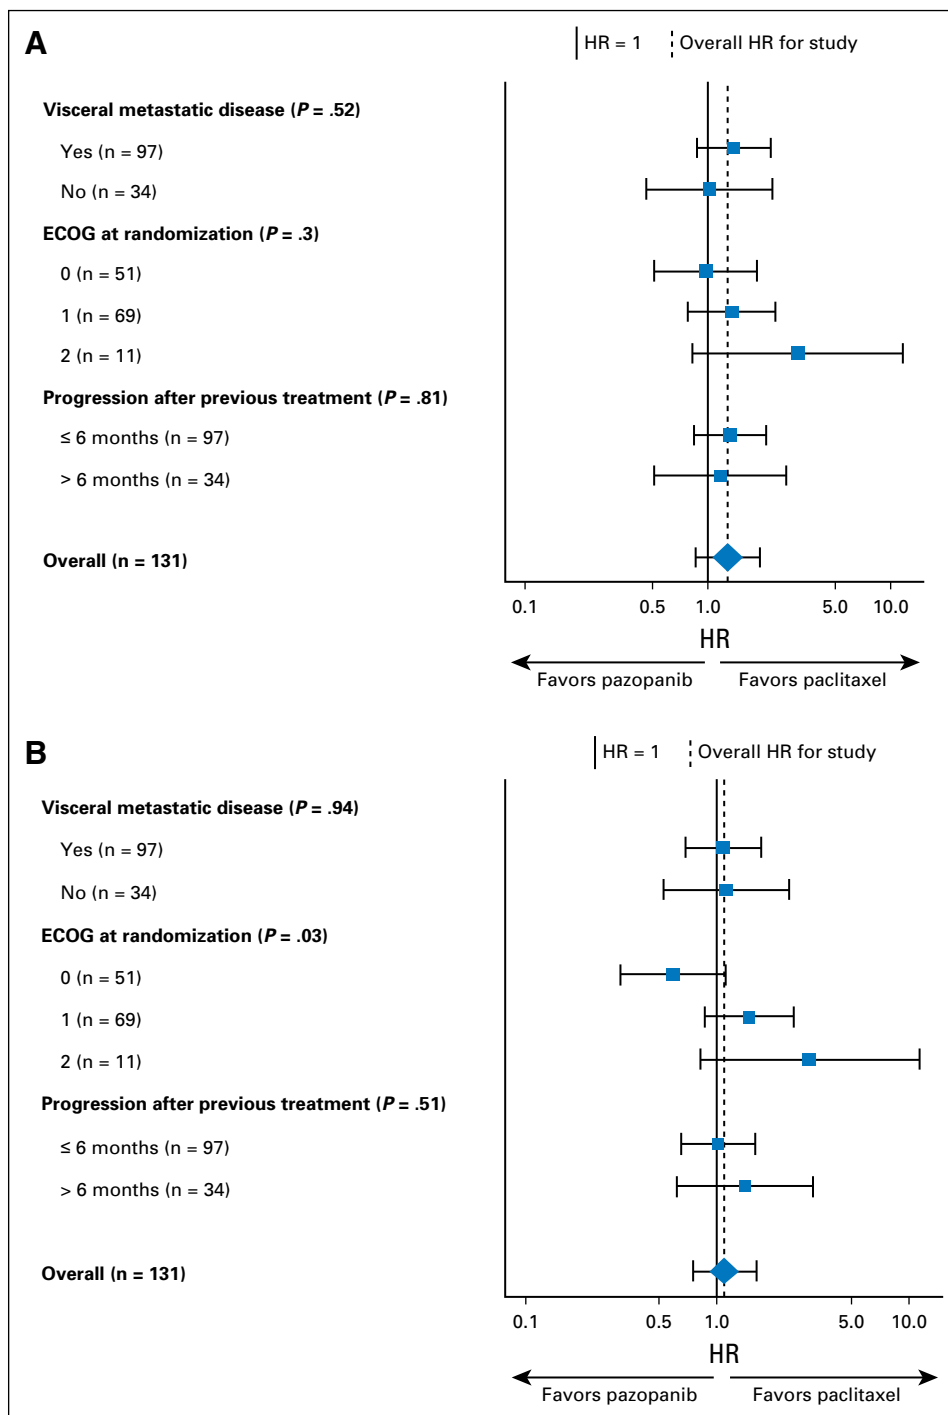 A
HR = 1 Overall HR for study
Visceral metastatic disease (P = .52)
Yes (n = 97)
No (n = 34)
ECOG at randomization (P = .3)
0 (n = 51)
1 (n = 69)
2 (n = 11)
Progression after previous treatment (P = .81)
≤ 6 months (n = 97)
> 6 months (n = 34)
Overall (n = 131)
0.1 0.5 1.0 5.0 10.0
HR
Favors pazopanib Favors paclitaxel
B
HR = 1 Overall HR for study
Visceral metastatic disease (P = .94)
Yes (n = 97)
No (n = 34)
ECOG at randomization (P = .03)
0 (n = 51)
1 (n = 69)
2 (n = 11)
Progression after previous treatment (P = .51)
≤ 6 months (n = 97)
> 6 months (n = 34)
Overall (n = 131)
0.1 0.5 1.0 5.0 10.0
HR
Favors pazopanib Favors paclitaxel